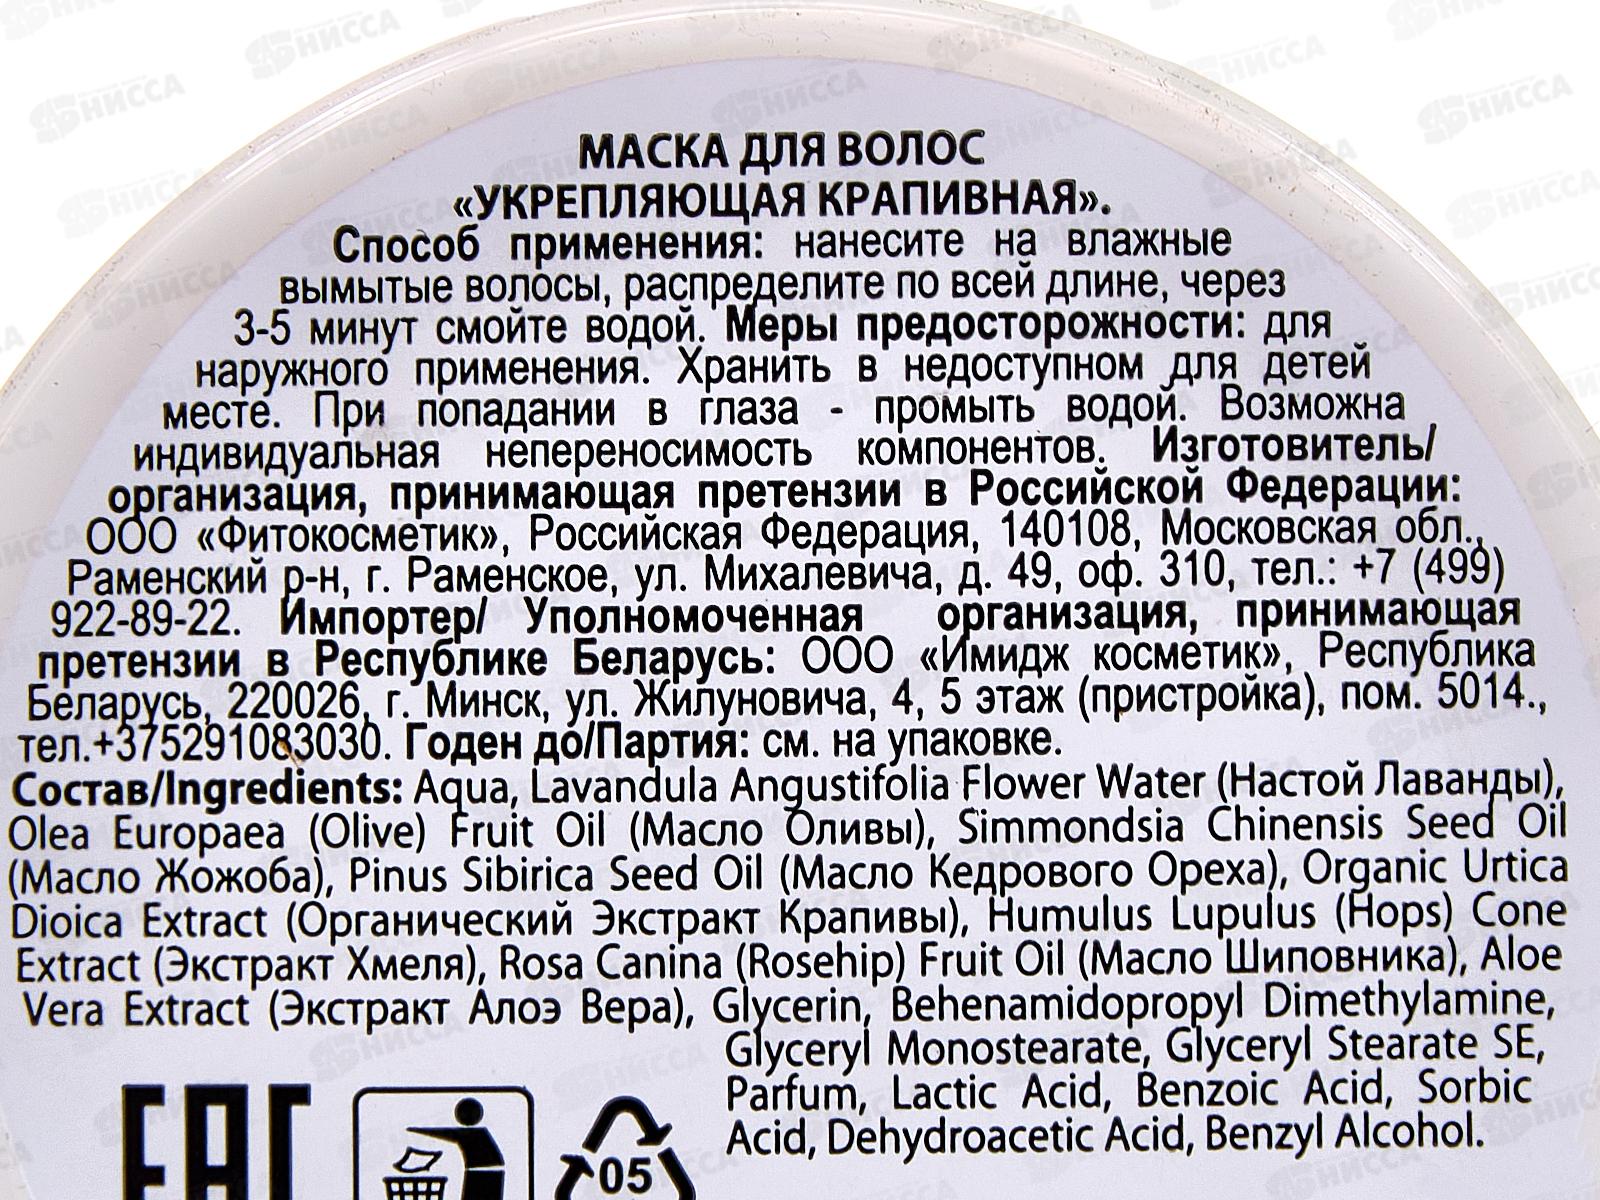 МАСКА ДЛЯ ВОЛОС
«УКРЕПЛЯЮЩАЯ КРАПИВНАЯ».
Способ применения: нанесите на влажные
вымытые волосы, распределите по всей длине, через
3-5 минут смойте водой. Меры предосторожности: для
наружного применения. Хранить в недоступном для детей
месте. При попадании в глаза - промыть водой. Возможна
индивидуальная непереносимость компонентов. Изготовитель/
организация, принимающая претензии в Российской Федерации:
ООО «Фитокосметик», Российская Федерация, 140108, Московская обл.,
Раменский р-н, г. Раменское, ул. Михалевича, д. 49, оф. 310, тел.: +7 (499)
922-89-22. Импортер/ Уполномоченная организация, принимающая
претензии в Республике Беларусь: ООО «Имидж косметик», Республика
Беларусь, 220026, г. Минск, ул. Жилуновича, 4, 5 этаж (пристройка), пом. 5014.,
тел.+375291083030. Годен до/Партия: см. на упаковке.
Состав/Ingredients: Aqua, Lavandula Angustifolia Flower Water (Настой Лаванды),
Olea Europaea (Olive) Fruit Oil (Масло Оливы), Simmondsia Chinensis Seed Oil
(Масло Жожоба), Pinus Sibirica Seed Oil (Масло Кедрового Ореха), Organic Urtica
Dioica Extract (Органический Экстракт Крапивы), Humulus Lupulus (Hops) Cone
Extract (Экстракт Хмеля), Rosa Canina (Rosehip) Fruit Oil (Масло Шиповника), Aloe
Vera Extract (Экстракт Алоэ Вера), Glycerin, Behenamidopropyl Dimethylamine,
Glyceryl Monostearate, Glyceryl Stearate SE,
Parfum, Lactic Acid, Benzoic Acid, Sorbic
Acid, Dehydroacetic Acid, Benzyl Alcohol.
EAC
05
НИССА